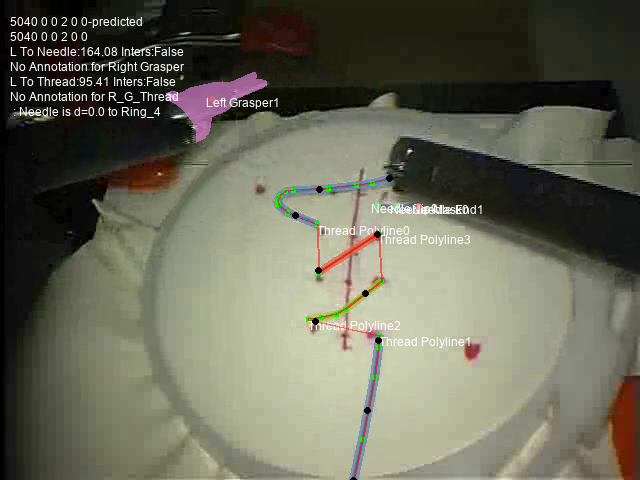 5040 0 0 2 0 0-predicted
5040 0 0 2 0 0
L To Needle:164.08 Inters:False
No Annotation for Right Grasper
L To Thread:95.41 Inters:False
No Annotation for R_G_Thread
: Needle is d=0.0 to Ring_4
Left Grasper1
Thread Polyline0
Thread Polyline3
Thread Polyline2
Thread Polyline1